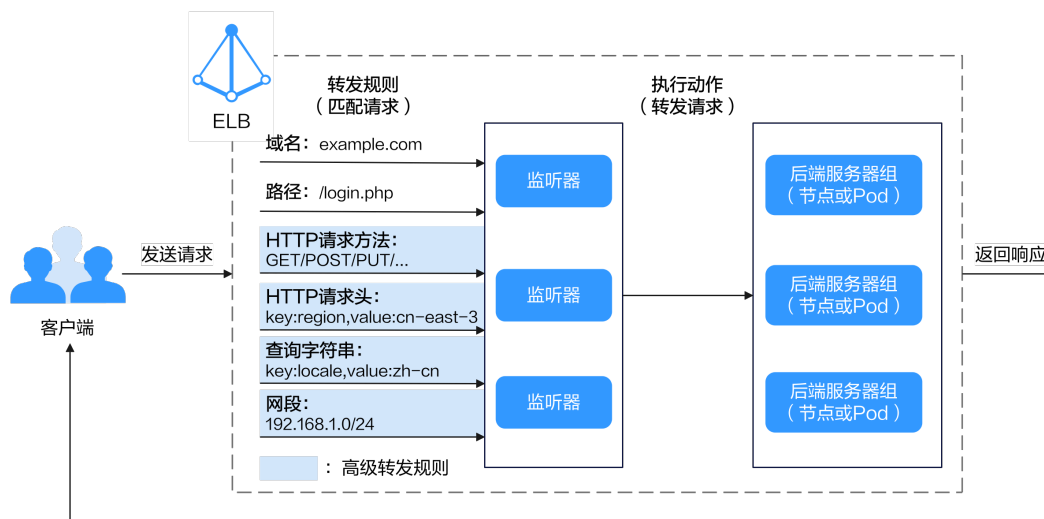 ELB
转发规则
（匹配请求）
执行动作
（转发请求）
域名：example.com
路径：/login.php
HTTP请求方法：
GET/POST/PUT/...
HTTP请求头：
key:region,value:cn-east-3
查询字符串：
key:locale,value:zh-cn
网段：
192.168.1.0/24
：高级转发规则
监听器
监听器
监听器
后端服务器组
（节点或Pod）
后端服务器组
（节点或Pod）
后端服务器组
（节点或Pod）
发送请求
客户端
返回响应